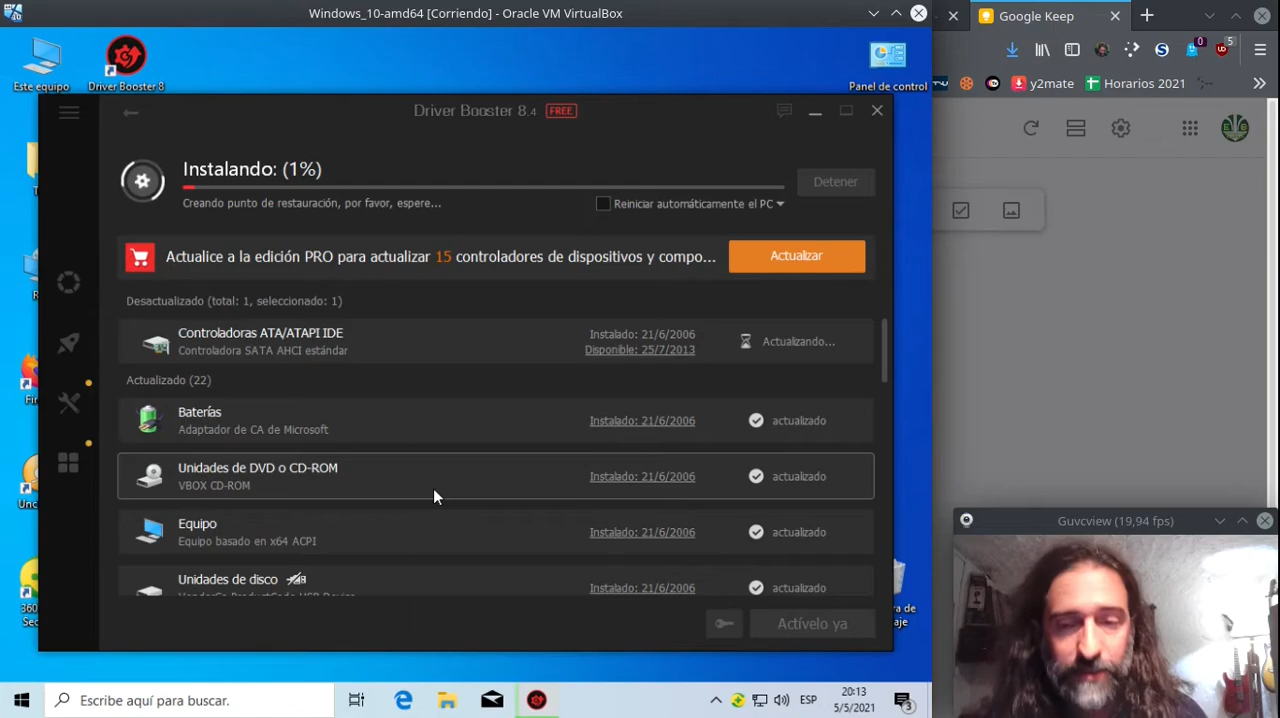 Windows_10-amd64 [Corriendo] - Oracle VM VirtualBox
Google Keep
0
5
y2mate
Horarios 2021
Este equipo
Driver Booster 8
Panel de control
Driver Booster 8.4 FREE
Instalando: (1%)
Detener
Creando punto de restauración, por favor, espere...
Reiniciar automáticamente el PC
Actualice a la edición PRO para actualizar 15 controladores de dispositivos y compo...
Actualizar
Desactualizado (total: 1, seleccionado: 1)
Controladoras ATA/ATAPI IDE
Controladora SATA AHCI estándar
Instalado: 21/6/2006
Disponible: 25/7/2013
Actualizando...
Actualizado (22)
Baterías
Adaptador de CA de Microsoft
Instalado: 21/6/2006
actualizado
Unidades de DVD o CD-ROM
VBOX CD-ROM
Instalado: 21/6/2006
actualizado
Equipo
Equipo basado en x64 ACPI
Instalado: 21/6/2006
actualizado
Unidades de disco
Instalado: 21/6/2006
actualizado
Actívelo ya
Guvcview (19,94 fps)
Escribe aquí para buscar.
ESP
20:13
5/5/2021
3